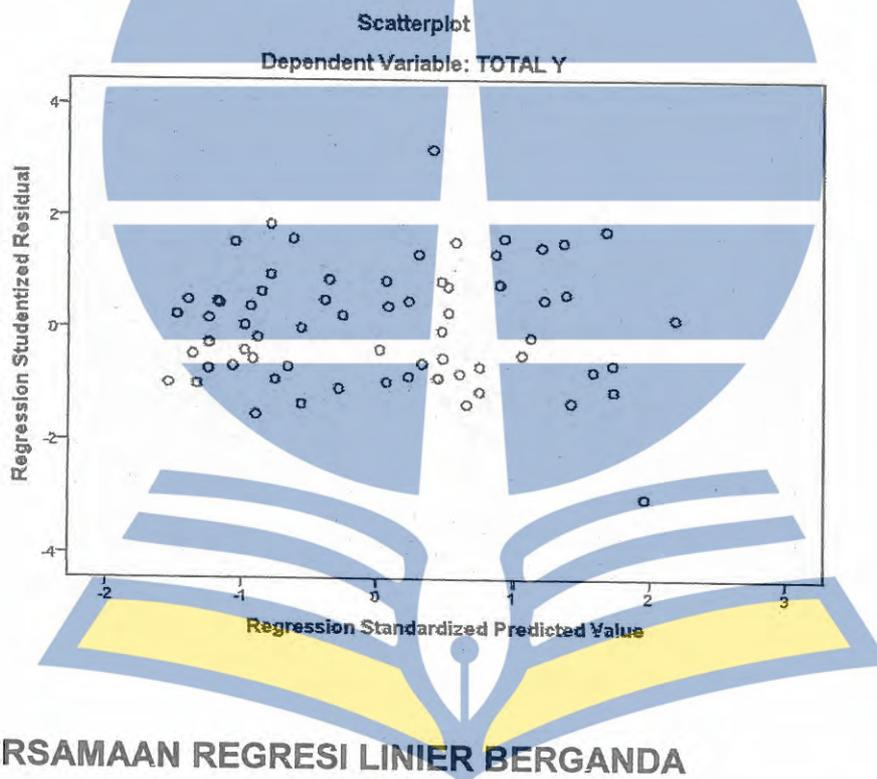 Scatterplot
Dependent Variable: TOTAL Y
Regression Studentized Residual
4
2
0
-2
-4
-2 -1 0 1 2 3
Regression Standardized Predicted Value
RSAMAAN REGRESI LINIER BERGANDA